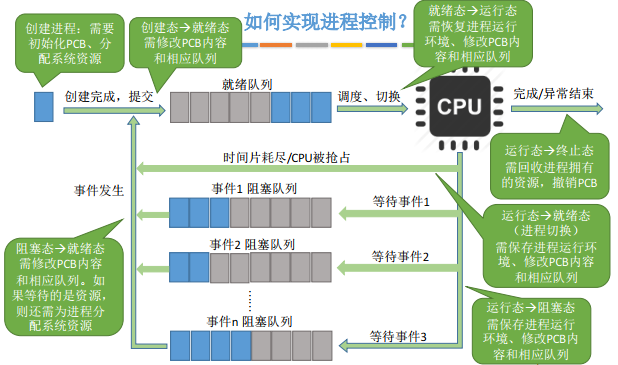 如何实现进程控制？
创建进程：需要
初始化PCB、分
配系统资源
创建态→就绪态
需修改PCB内容
和相应队列
就绪态→运行态
需恢复进程运行
环境、修改PCB内
容和相应队列
就绪队列
创建完成，提交
调度、切换
CPU
完成/异常结束
运行态→终止态
需回收进程拥有
的资源，撤销PCB
时间片耗尽/CPU被抢占
事件发生
事件1 阻塞队列
等待事件1
运行态→就绪态
（进程切换）
需保存进程运行环
境、修改PCB内容
和相应队列
事件2 阻塞队列
等待事件2
阻塞态→就绪态
需修改PCB内容
和相应队列。如
果等待的是资源，
则还需为进程分
配系统资源
......
事件n 阻塞队列
等待事件3
运行态→阻塞态
需保存进程运行
环境、修改PCB内
容和相应队列